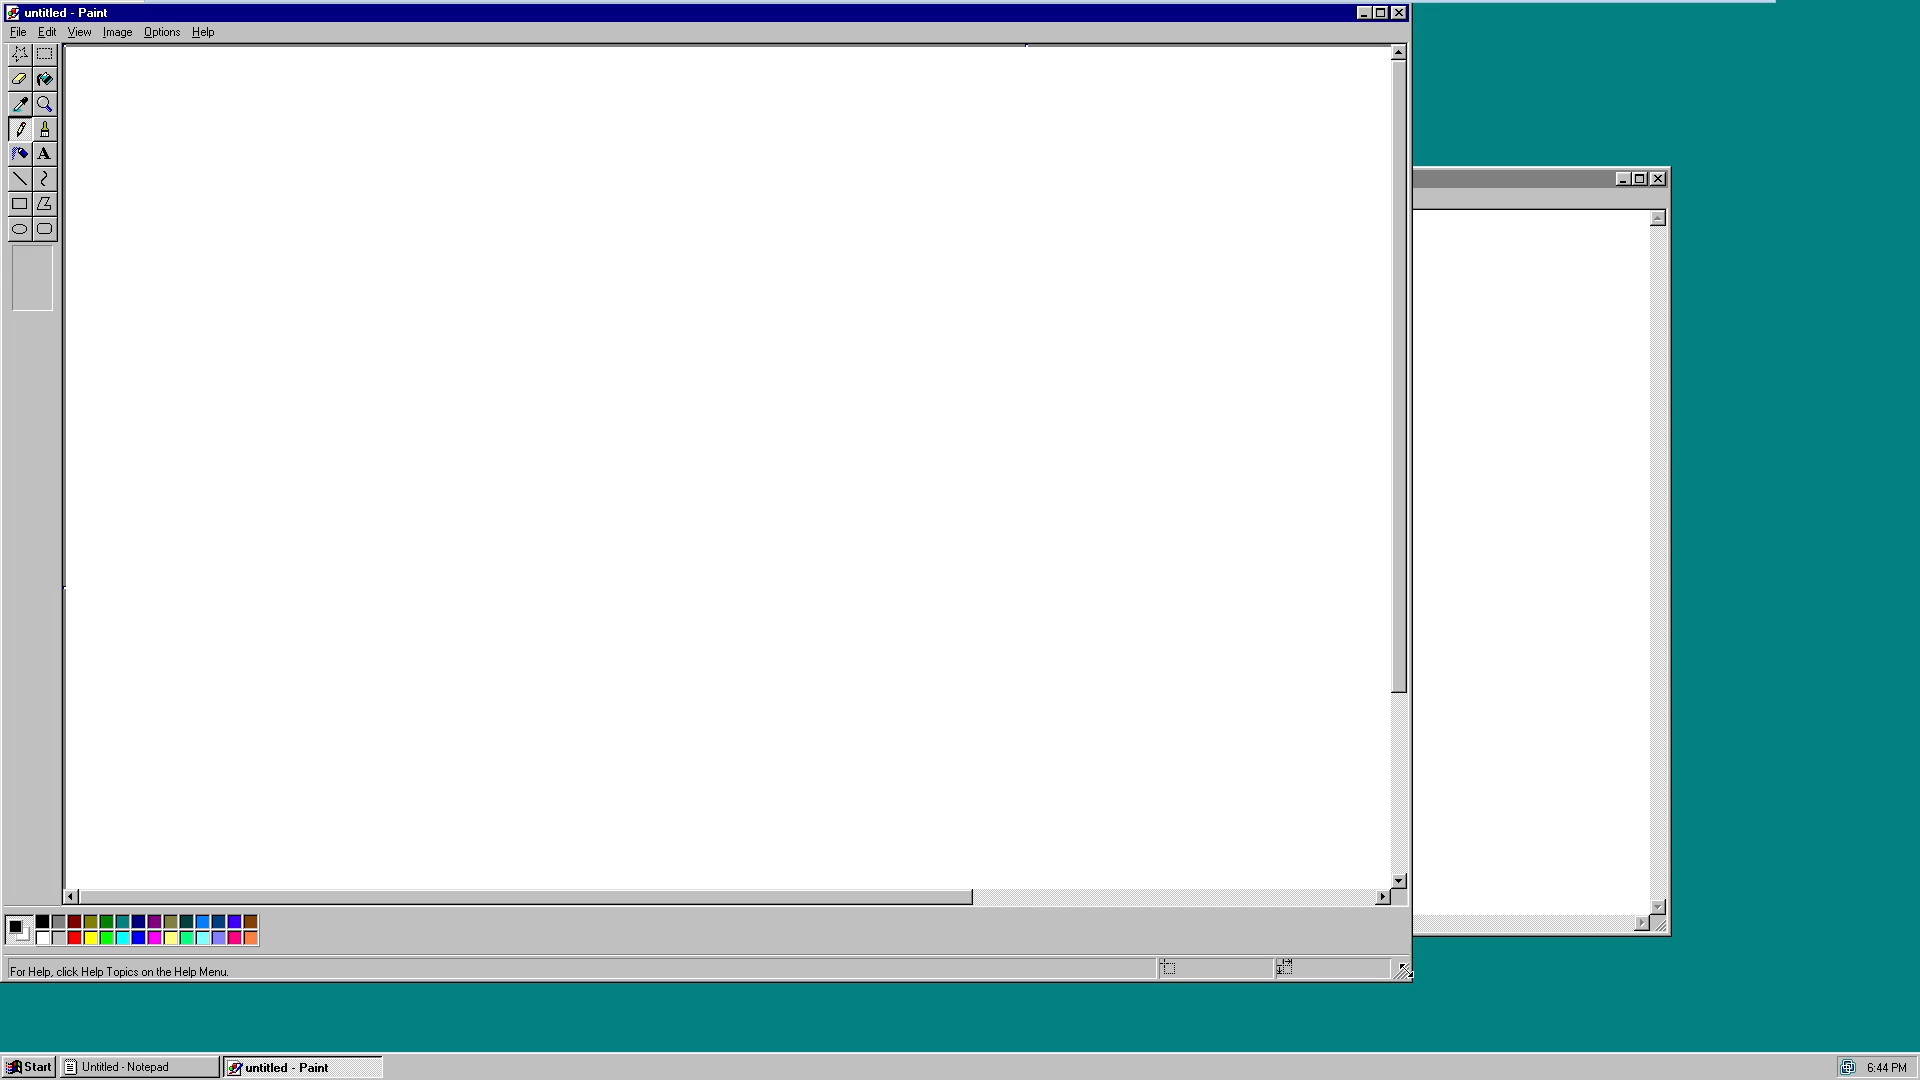 untitled - Paint
File Edit View Image Options Help
A
For Help, click Help Topics on the Help Menu.
Start Untitled - Notepad untitled - Paint 6:44 PM